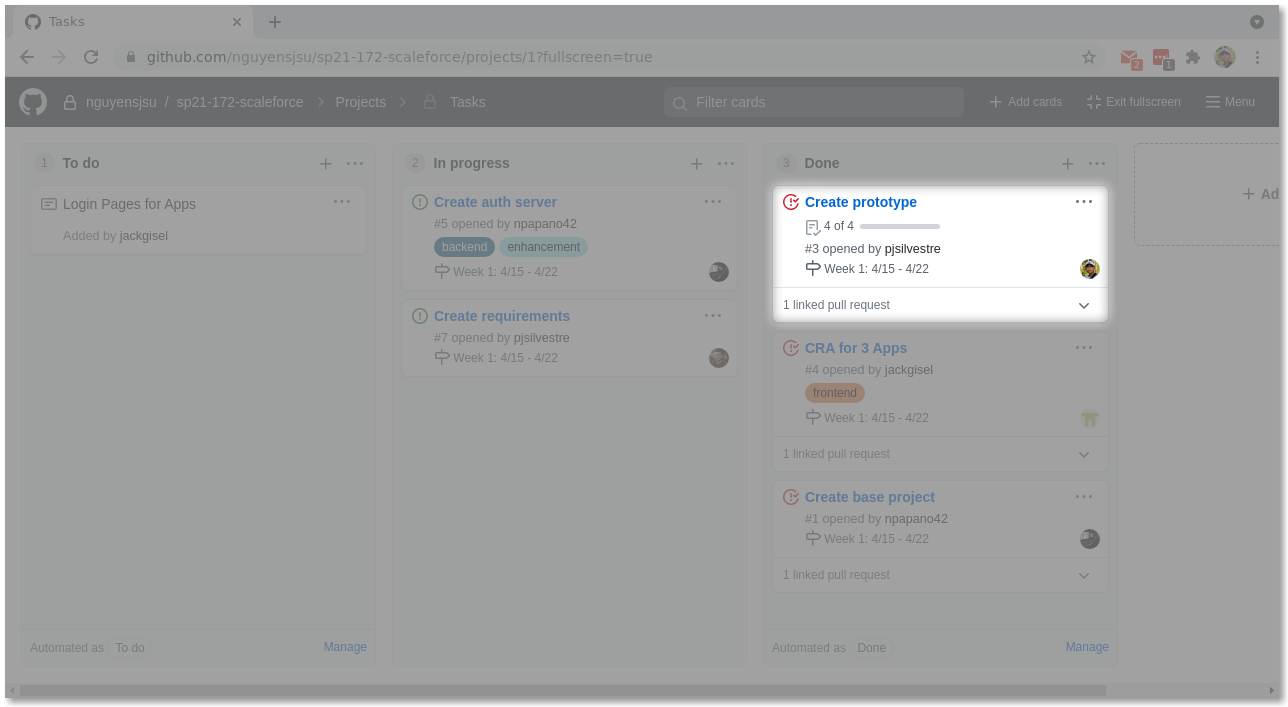 Tasks
github.com/nguyensjsu/sp21-172-scaleforce/projects/1?fullscreen=true
2
1
nguyensjsu / sp21-172-scaleforce
Projects
Tasks
Filter cards
Add cards
Exit fullscreen
Menu
1 To do
Login Pages for Apps
Added by jackgisel
Automated as To do
Manage
2 In progress
Create auth server
#5 opened by npapano42
backend enhancement
Week 1: 4/15 - 4/22
Create requirements
#7 opened by pjsilvestre
Week 1: 4/15 - 4/22
3 Done
Create prototype
4 of 4
#3 opened by pjsilvestre
Week 1: 4/15 - 4/22
1 linked pull request
CRA for 3 Apps
#4 opened by jackgisel
frontend
Week 1: 4/15 - 4/22
1 linked pull request
Create base project
#1 opened by npapano42
Week 1: 4/15 - 4/22
1 linked pull request
Automated as Done
Manage
Ad